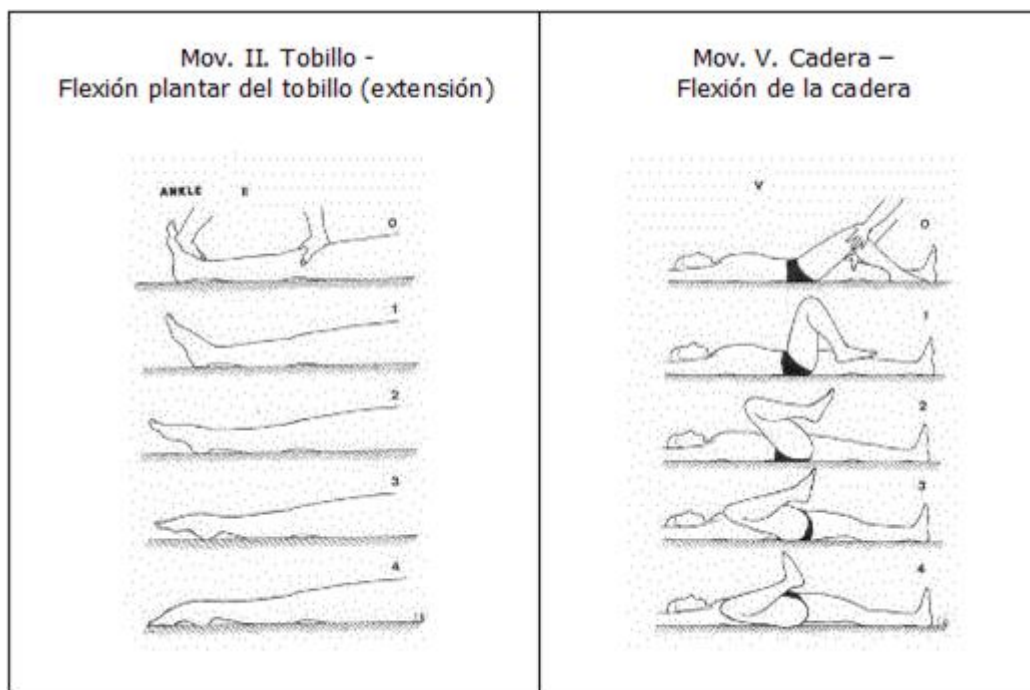 Mov. II. Tobillo -
Flexión plantar del tobillo (extensión)
ANKLE II
0
1
2
3
4
Mov. V. Cadera –
Flexión de la cadera
V
0
1
2
3
4